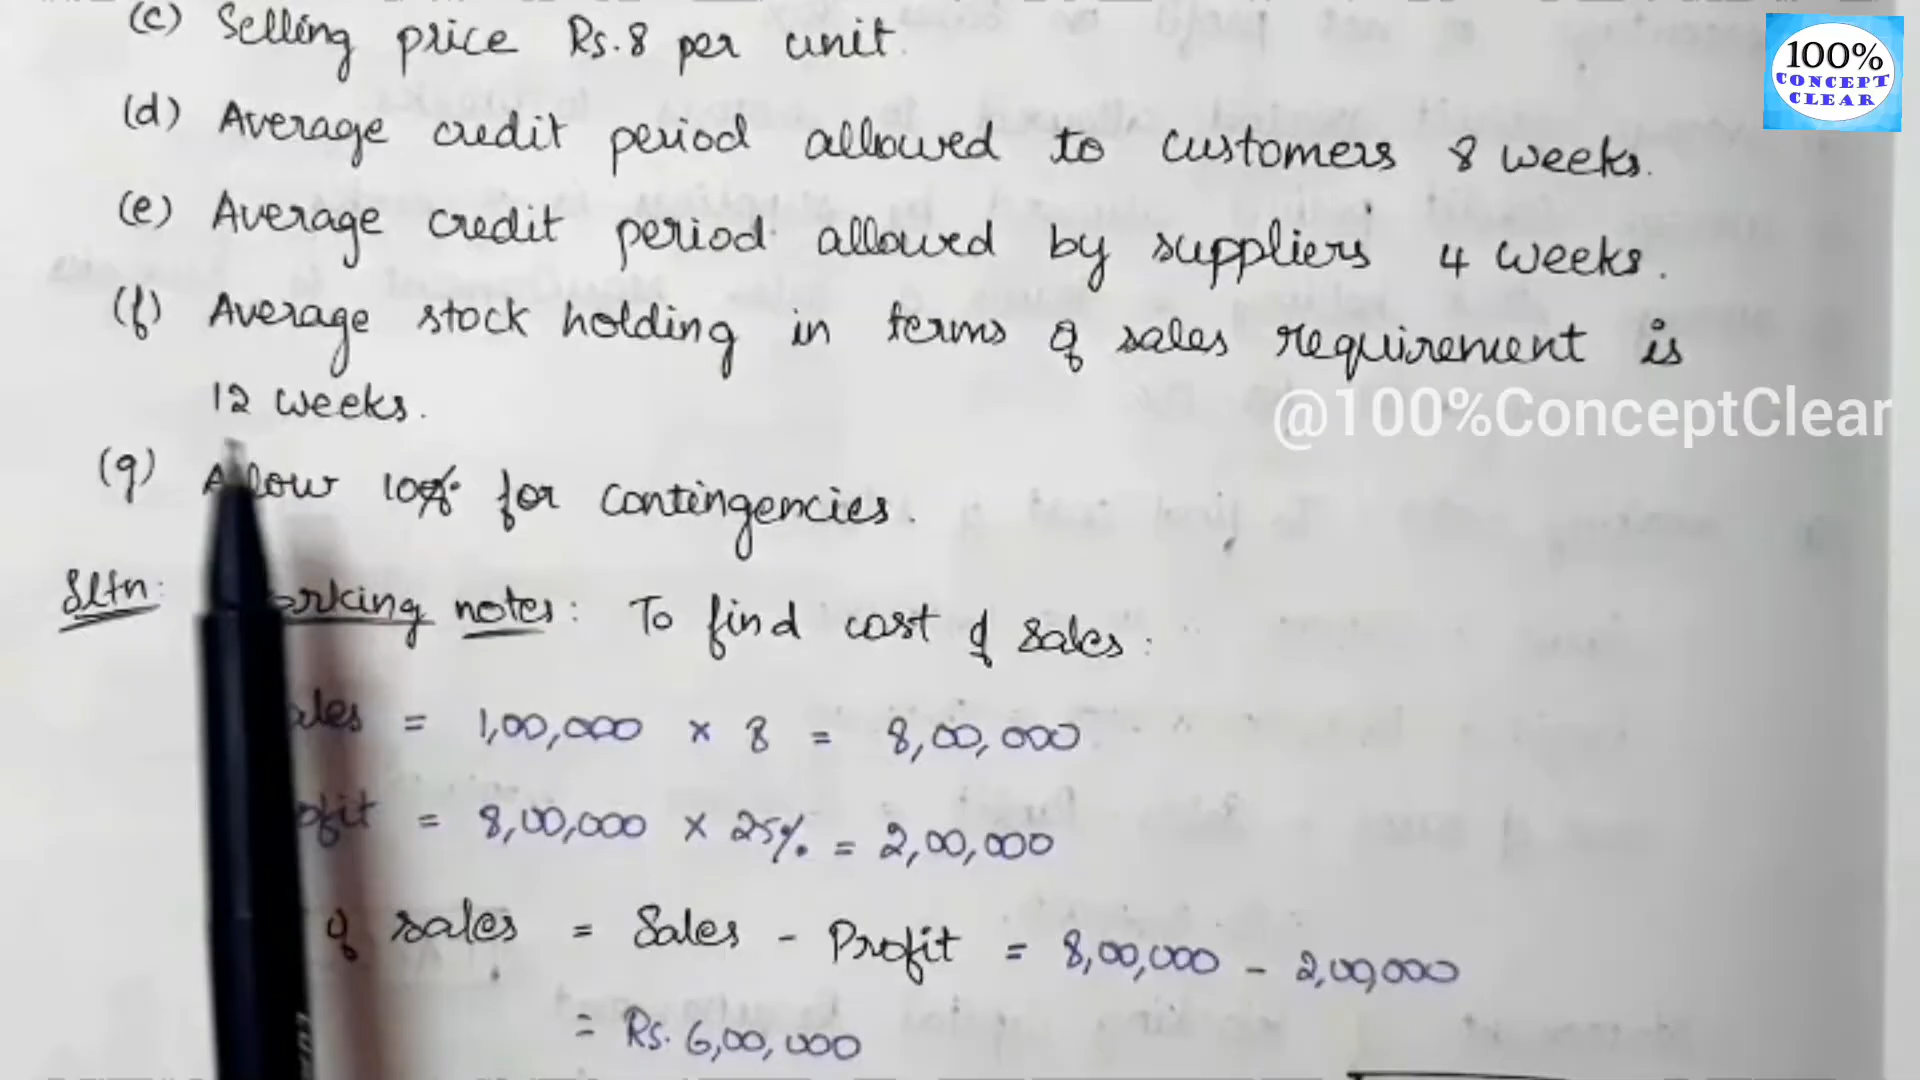 (c) Selling price Rs.8 per unit.
100%
CONCEPT
CLEAR
(d) Average credit period allowed to customers 8 weeks.
(e) Average credit period allowed by suppliers 4 weeks.
(f) Average stock holding in terms of sales requirement is
12 weeks.
@100%ConceptClear
(g) Allow 10% for contingencies.
Sltn: working notes: To find cost of sales:
ales = 1,00,000 × 8 = 8,00,000
ofit = 8,00,000 × 25% = 2,00,000
of sales = Sales - Profit = 8,00,000 - 2,00,000
= Rs. 6,00,000